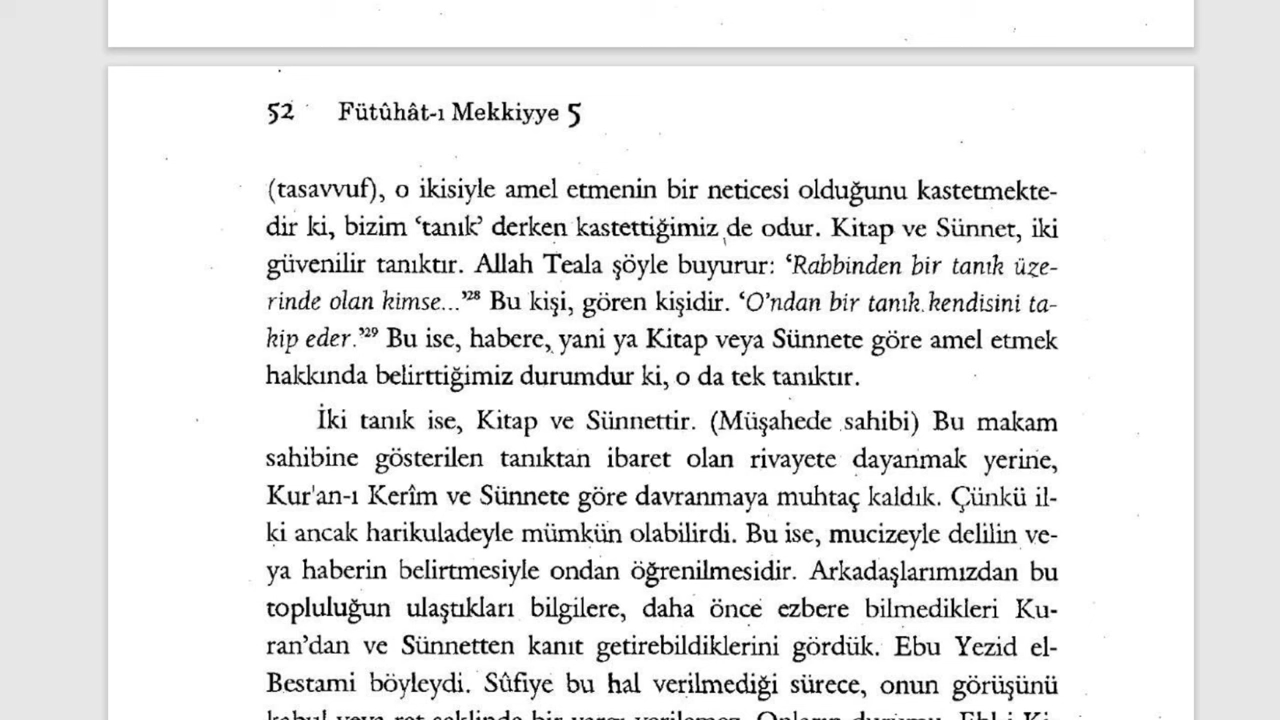 52 Fütûhât-ı Mekkiyye 5
(tasavvuf), o ikisiyle amel etmenin bir neticesi olduğunu kastetmekte-
dir ki, bizim ‘tanık’ derken kastettiğimiz de odur. Kitap ve Sünnet, iki
güvenilir tanıktır. Allah Teala şöyle buyurur: ‘Rabbinden bir tanık üze-
rinde olan kimse...’28 Bu kişi, gören kişidir. ‘O’ndan bir tanık kendisini ta-
kip eder.’29 Bu ise, habere, yani ya Kitap veya Sünnete göre amel etmek
hakkında belirttiğimiz durumdur ki, o da tek tanıktır.
İki tanık ise, Kitap ve Sünnettir. (Müşahede sahibi) Bu makam
sahibine gösterilen tanıktan ibaret olan rivayete dayanmak yerine,
Kur'an-ı Kerîm ve Sünnete göre davranmaya muhtaç kaldık. Çünkü il-
ki ancak harikuladeyle mümkün olabilirdi. Bu ise, mucizeyle delilin ve-
ya haberin belirtmesiyle ondan öğrenilmesidir. Arkadaşlarımızdan bu
topluluğun ulaştıkları bilgilere, daha önce ezbere bilmedikleri Ku-
ran’dan ve Sünnetten kanıt getirebildiklerini gördük. Ebu Yezid el-
Bestami böyleydi. Sûfiye bu hal verilmediği sürece, onun görüşünü